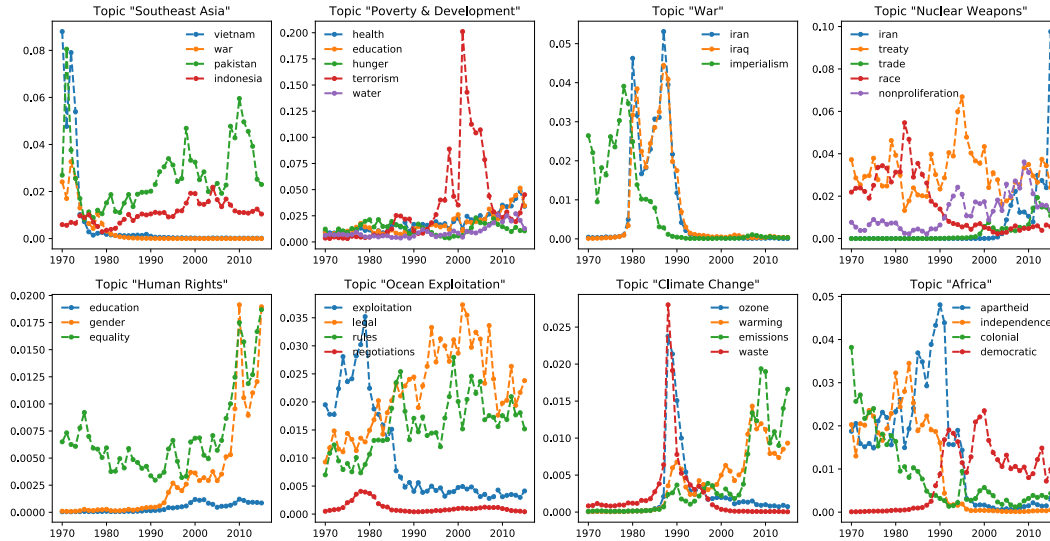 Topic "Southeast Asia"
0.08
0.06
0.04
0.02
0.00
vietnam
war
pakistan
indonesia
1970 1980 1990 2000 2010
Topic "Poverty & Development"
0.200
0.175
0.150
0.125
0.100
0.075
0.050
0.025
0.000
health
education
hunger
terrorism
water
1970 1980 1990 2000 2010
Topic "War"
0.05
0.04
0.03
0.02
0.01
0.00
iran
iraq
imperialism
1970 1980 1990 2000 2010
Topic "Nuclear Weapons"
0.10
0.08
0.06
0.04
0.02
0.00
iran
treaty
trade
race
nonproliferation
1970 1980 1990 2000 2010
Topic "Human Rights"
0.0200
0.0175
0.0150
0.0125
0.0100
0.0075
0.0050
0.0025
0.0000
education
gender
equality
1970 1980 1990 2000 2010
Topic "Ocean Exploitation"
0.035
0.030
0.025
0.020
0.015
0.010
0.005
0.000
exploitation
legal
rules
negotiations
1970 1980 1990 2000 2010
Topic "Climate Change"
0.025
0.020
0.015
0.010
0.005
0.000
ozone
warming
emissions
waste
1970 1980 1990 2000 2010
Topic "Africa"
0.05
0.04
0.03
0.02
0.01
0.00
apartheid
independence
colonial
democratic
1970 1980 1990 2000 2010